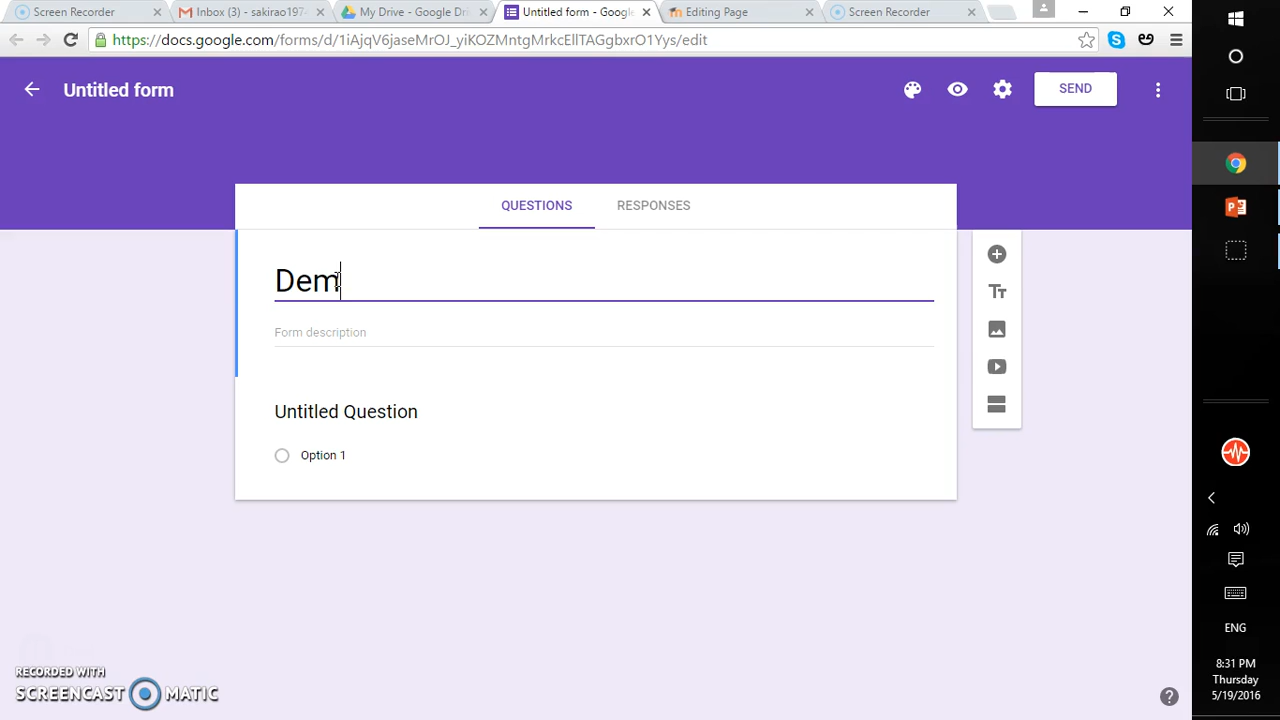 Screen Recorder
Inbox (3) - sakirao197
My Drive - Google Dri
Untitled form - Google
Editing Page
Screen Recorder
https://docs.google.com/forms/d/1iAjqV6jaseMrOJ_yiKOZMntgMrkcEllTAGgbxrO1Yys/edit
Untitled form
SEND
QUESTIONS
RESPONSES
Dem
Form description
Untitled Question
Option 1
ENG
8:31 PM
Thursday
5/19/2016
RECORDED WITH
SCREENCAST MATIC